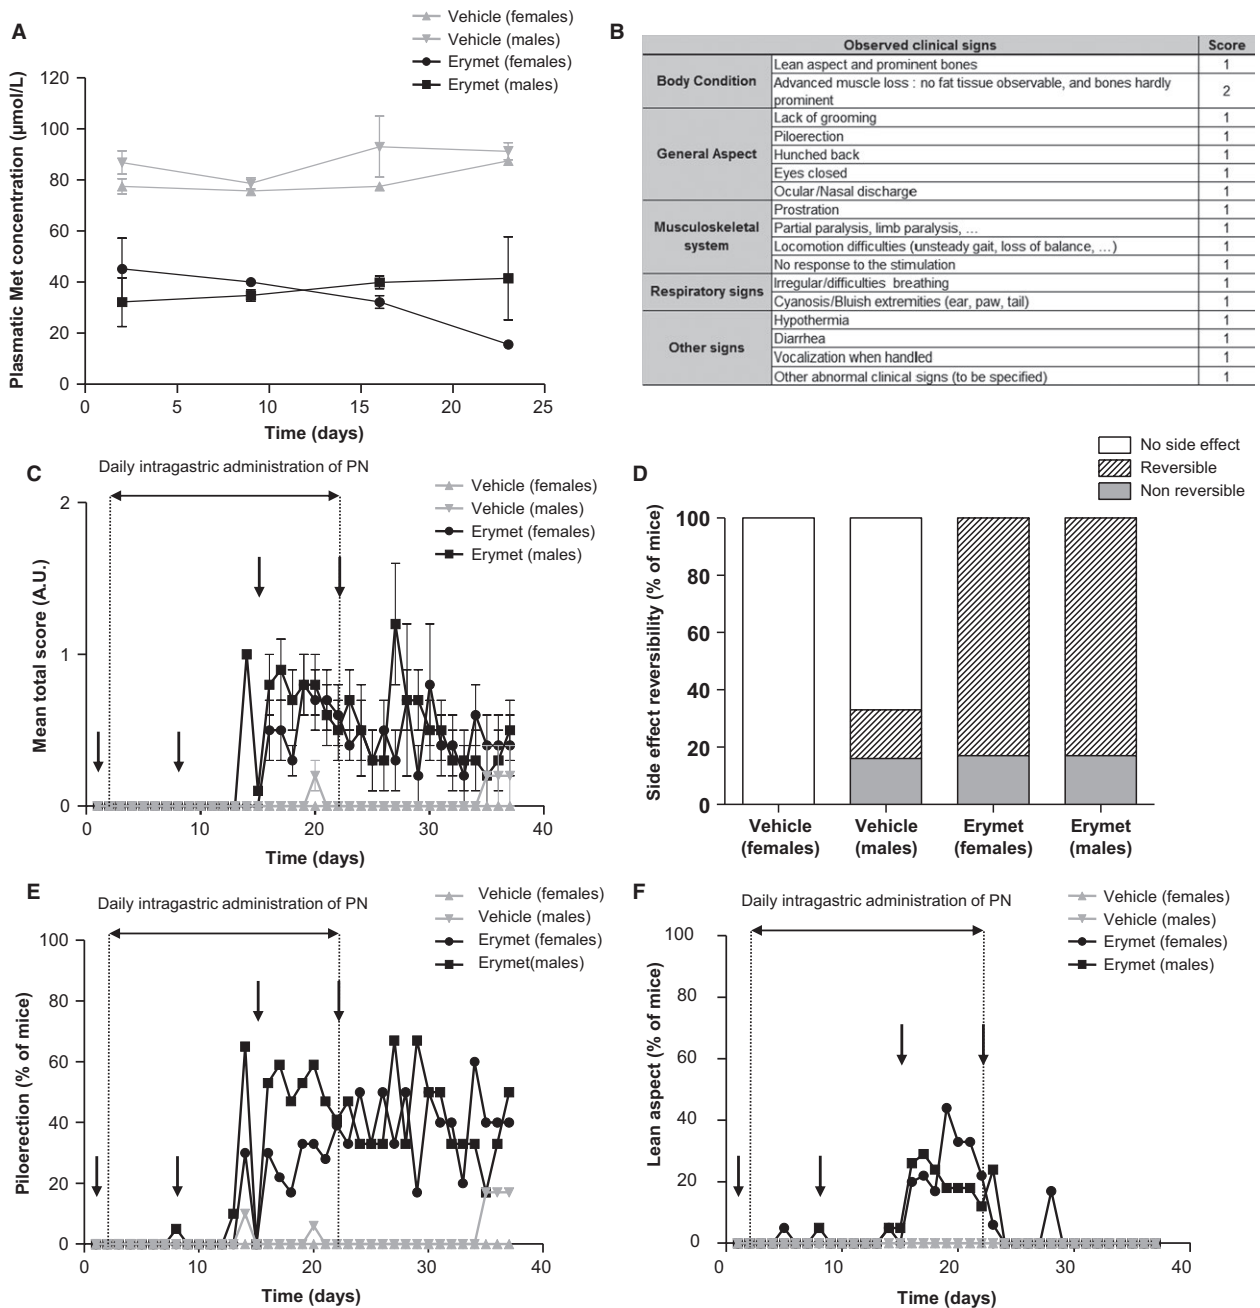 A
Vehicle (females)
Vehicle (males)
Erymet (females)
Erymet (males)
Plasmatic Met concentration (µmol/L)
120
100
80
60
40
20
0
0 5 10 15 20 25
Time (days)
B
Observed clinical signs Score
Body Condition
Lean aspect and prominent bones 1
Advanced muscle loss : no fat tissue observable, and bones hardly
prominent 2
General Aspect
Lack of grooming 1
Piloerection 1
Hunched back 1
Eyes closed 1
Ocular/Nasal discharge 1
Musculoskeletal
system
Prostration 1
Partial paralysis, limb paralysis, ... 1
Locomotion difficulties (unsteady gait, loss of balance, ...) 1
No response to the stimulation 1
Respiratory signs
Irregular/difficulties breathing 1
Cyanosis/Bluish extremities (ear, paw, tail) 1
Other signs
Hypothermia 1
Diarrhea 1
Vocalization when handled 1
Other abnormal clinical signs (to be specified) 1
C
Daily intragastric administration of PN
Vehicle (females)
Vehicle (males)
Erymet (females)
Erymet (males)
Mean total score (A.U.)
2
1
0
0 10 20 30 40
Time (days)
D
No side effect
Reversible
Non reversible
Side effect reversibility (% of mice)
100
80
60
40
20
0
Vehicle
(females)
Vehicle
(males)
Erymet
(females)
Erymet
(males)
E
Daily intragastric administration of PN
Vehicle (females)
Vehicle (males)
Erymet (females)
Erymet(males)
Piloerection (% of mice)
100
80
60
40
20
0
0 10 20 30 40
Time (days)
F
Daily intragastric administration of PN
Vehicle (females)
Vehicle (males)
Erymet (females)
Erymet (males)
Lean aspect (% of mice)
100
80
60
40
20
0
0 10 20 30 40
Time (days)